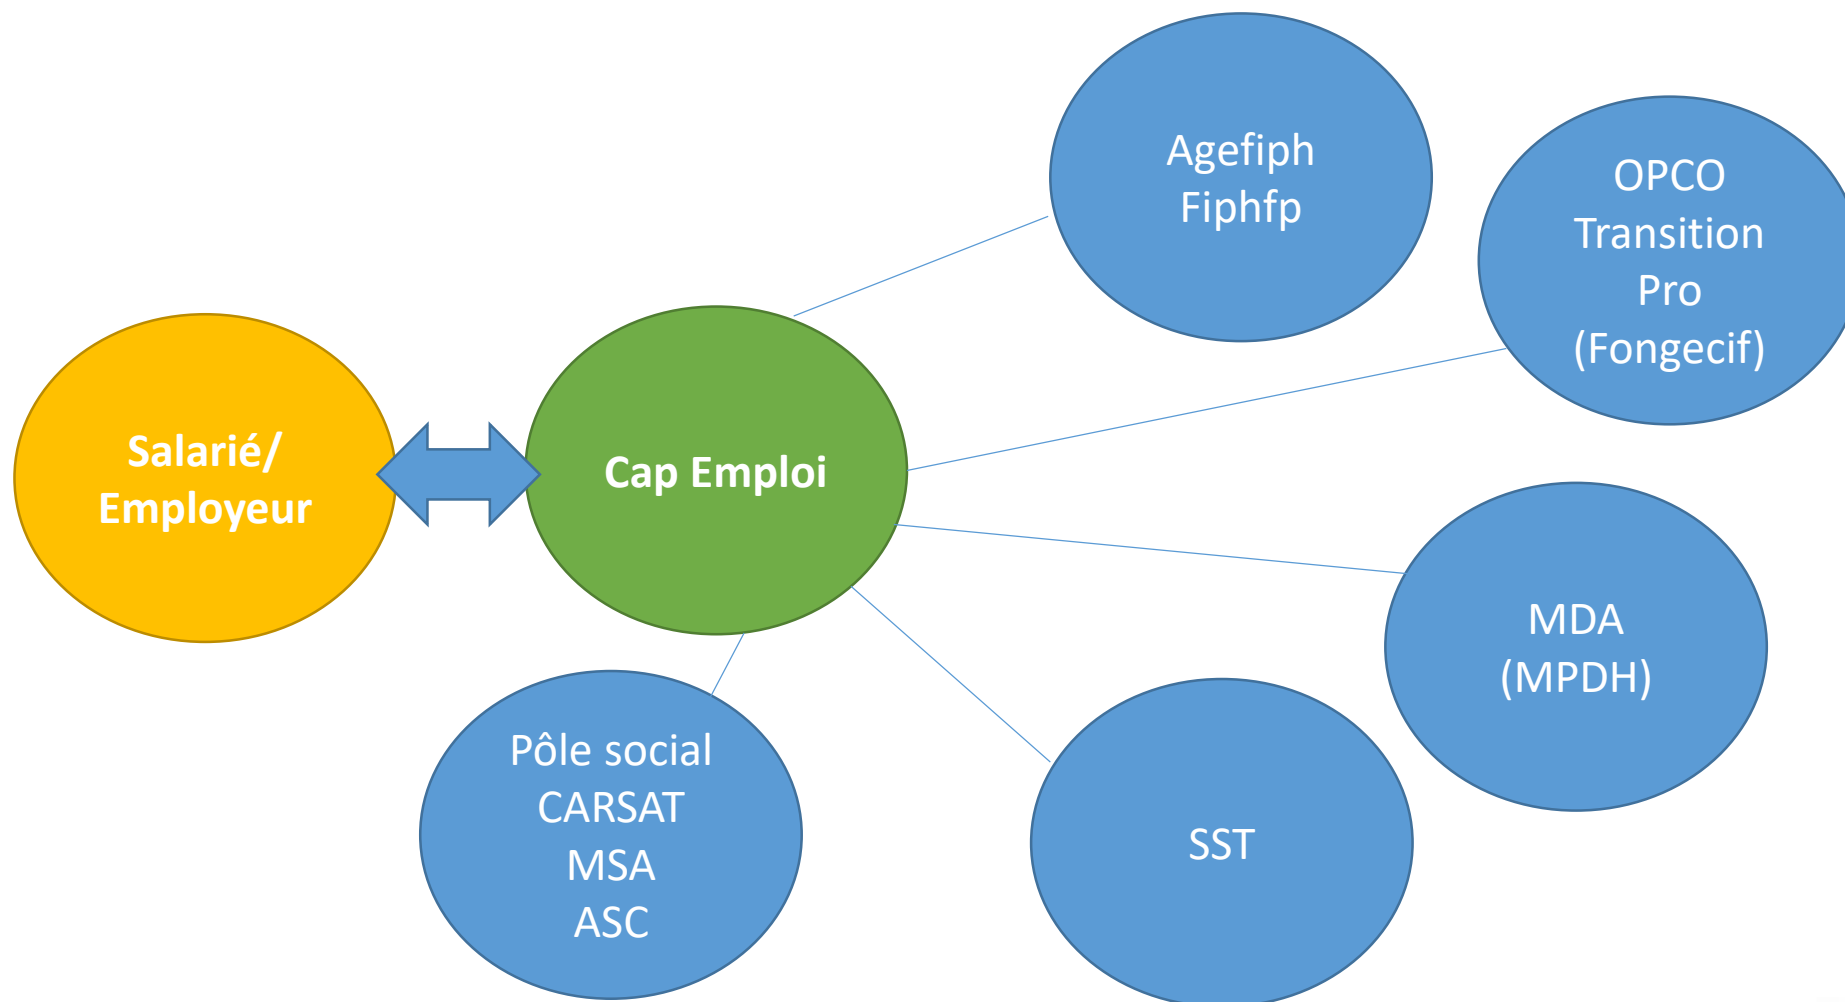 Agefiph
Fiphfp
OPCO
Transition
Pro
(Fongecif)
Salarié/
Employeur
Cap Emploi
MDA
(MPDH)
Pôle social
CARSAT
MSA
ASC
SST